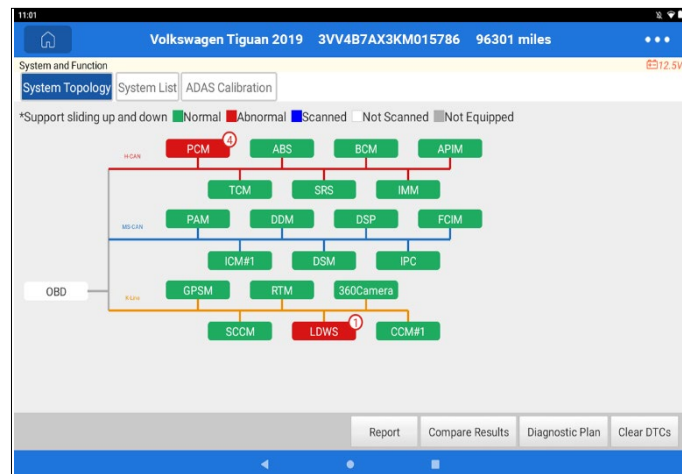 11:01
Volkswagen Tiguan 2019 3VV4B7AX3KM015786 96301 miles
System and Function 12.5V
System Topology System List ADAS Calibration
*Support sliding up and down Normal Abnormal Scanned Not Scanned Not Equipped
H-CAN PCM 4 ABS BCM APIM
TCM SRS IMM
MS-CAN PAM DDM DSP FCIM
ICM#1 DSM IPC
OBD K-Line GPSM RTM 360Camera
SCCM LDWS 1 CCM#1
Report Compare Results Diagnostic Plan Clear DTCs